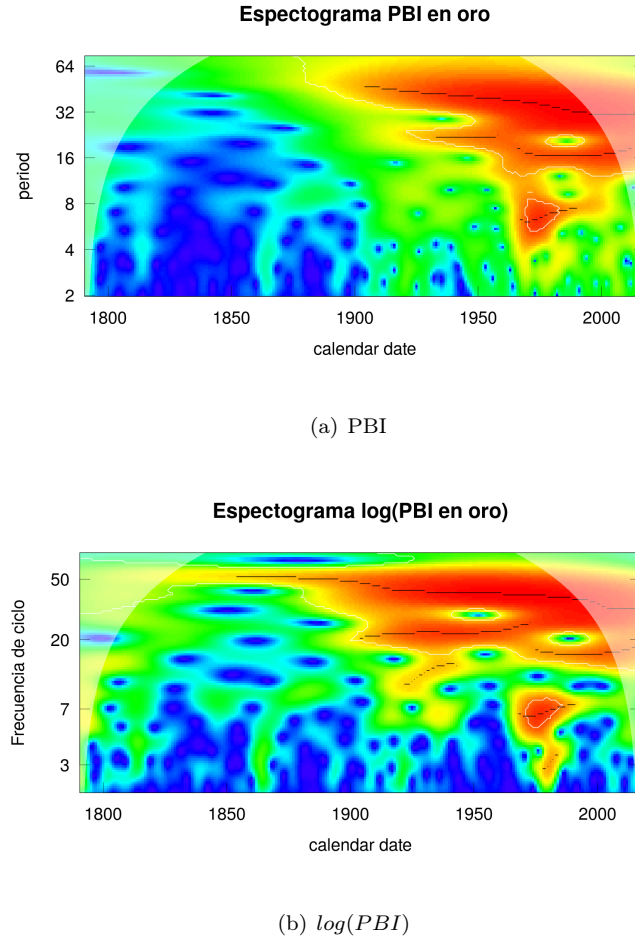 Espectograma PBI en oro
period
64
32
16
8
4
2
1800 1850 1900 1950 2000
calendar date
(a) PBI
Espectograma log(PBI en oro)
Frecuencia de ciclo
50
20
7
3
1800 1850 1900 1950 2000
calendar date
(b) log(PBI)